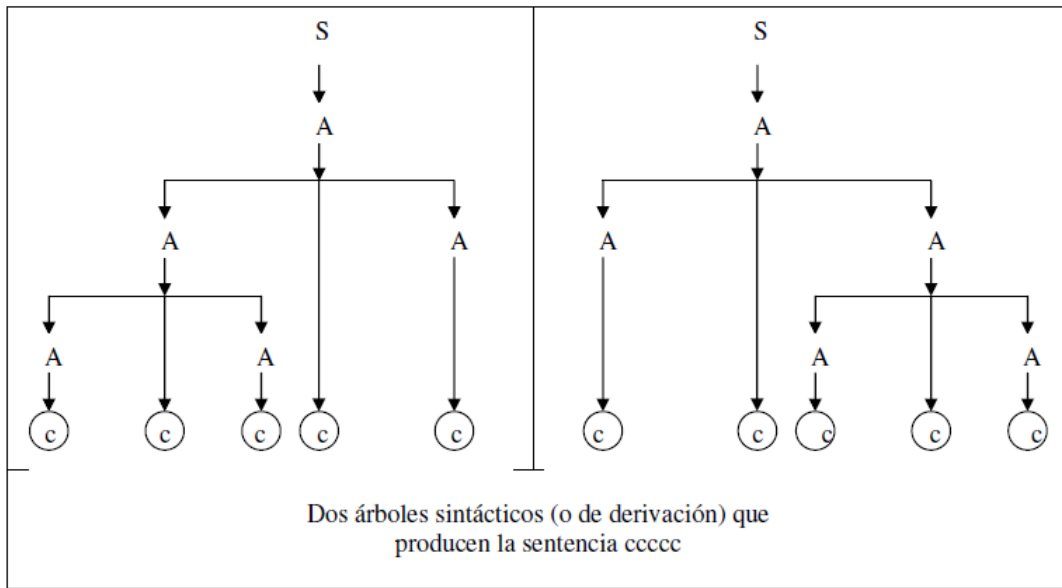 S S
A A
A A A A
A A A A
c c c c c c c c c c
Dos árboles sintácticos (o de derivación) que
producen la sentencia ccccc